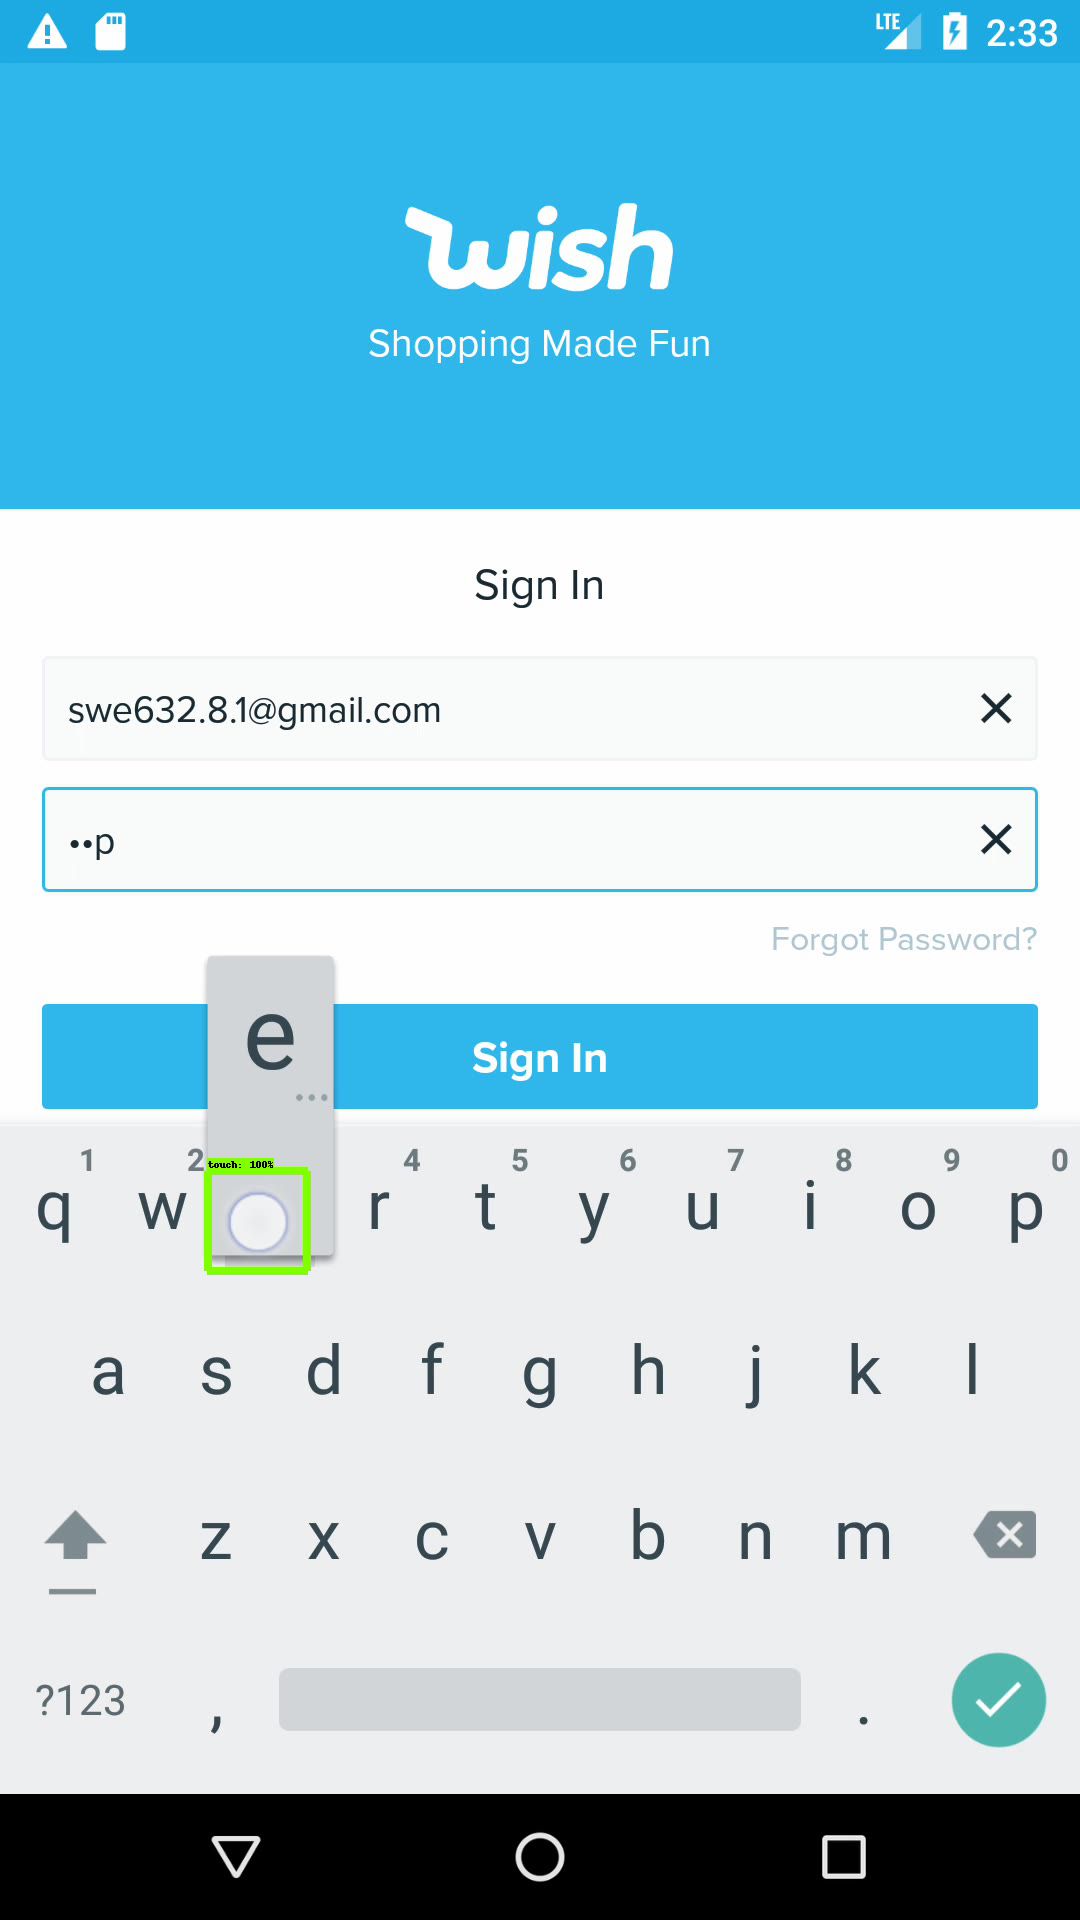 LTE 2:33
wish
Shopping Made Fun
Sign In
swe632.8.1@gmail.com
••p
Forgot Password?
Sign In
e
...
touch: 100%
1 2 4 5 6 7 8 9 0
q w r t y u i o p
a s d f g h j k l
z x c v b n m
?123 , .